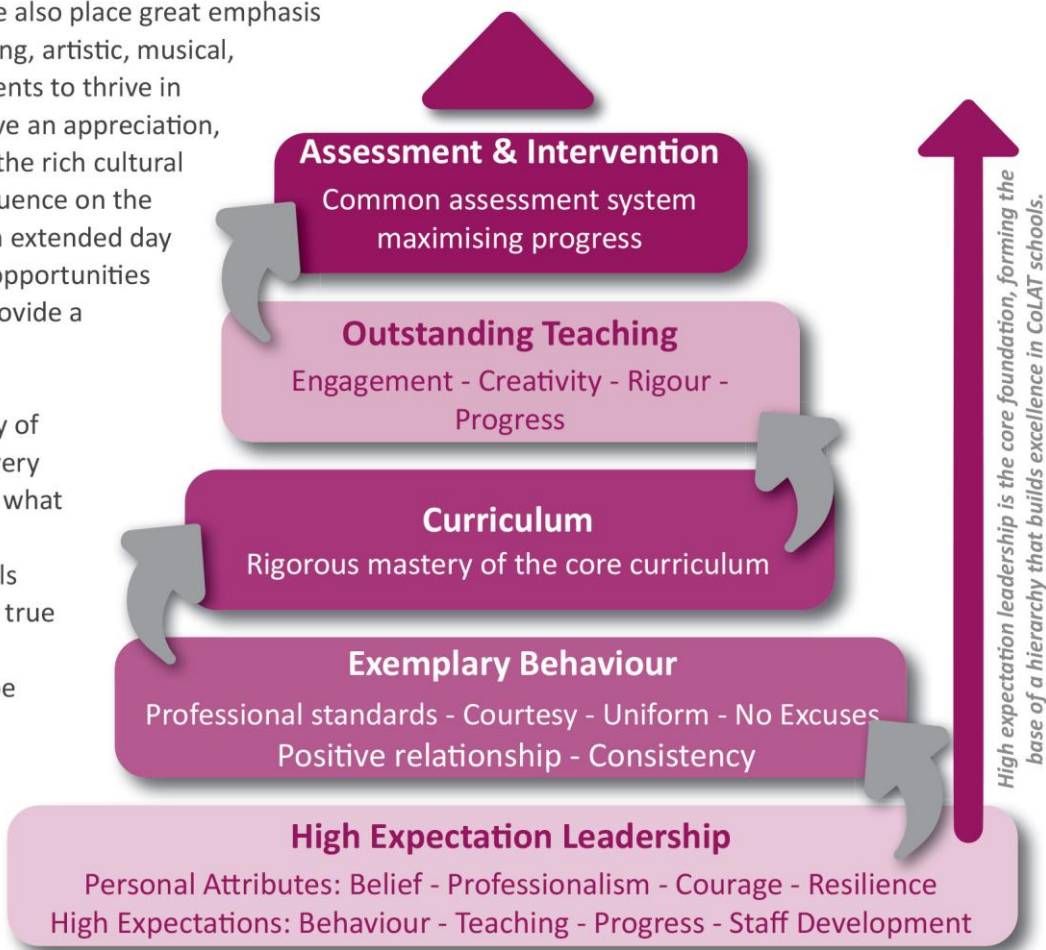 e also place great emphasis
ng, artistic, musical,
ents to thrive in
ve an appreciation,
the rich cultural
uence on the
extended day
opportunities
ovide a
y of
very
what
ls
true
Assessment & Intervention
Common assessment system
maximising progress
Outstanding Teaching
Engagement - Creativity - Rigour -
Progress
Curriculum
Rigorous mastery of the core curriculum
Exemplary Behaviour
Professional standards - Courtesy - Uniform - No Excuses
Positive relationship - Consistency
High Expectation Leadership
Personal Attributes: Belief - Professionalism - Courage - Resilience
High Expectations: Behaviour - Teaching - Progress - Staff Development
High expectation leadership is the core foundation, forming the
base of a hierarchy that builds excellence in CoLAT schools.